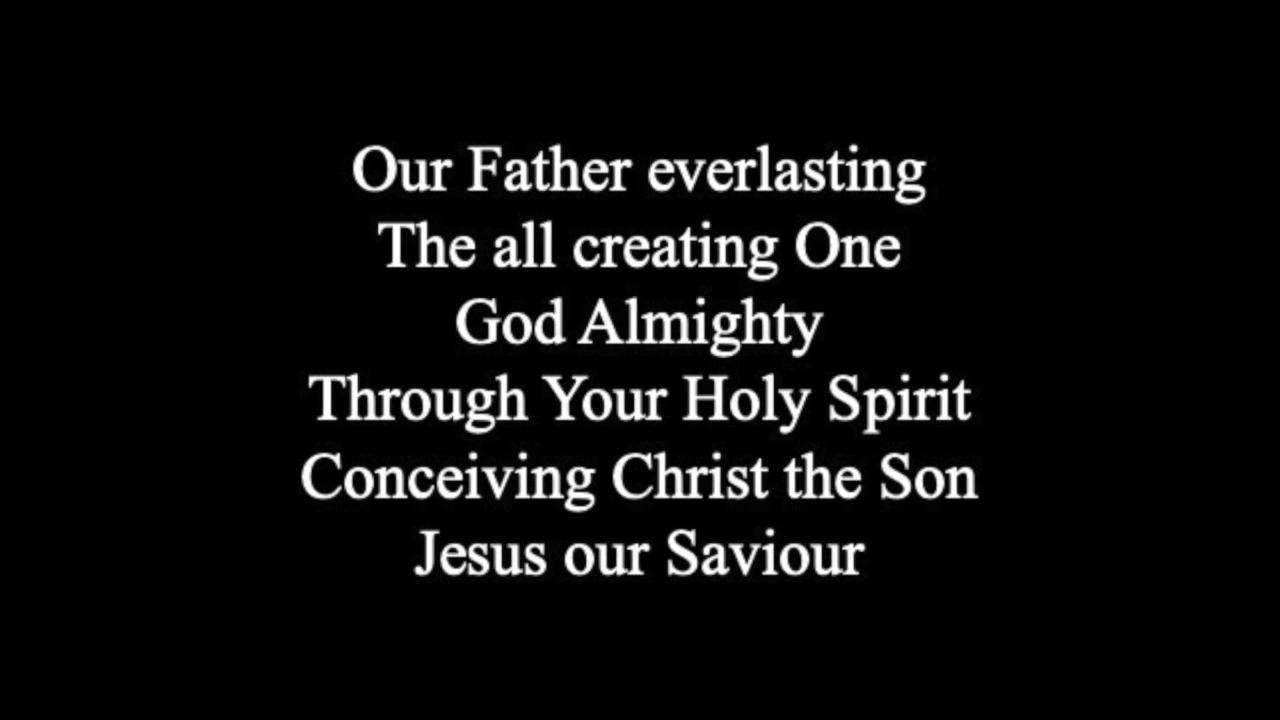 Our Father everlasting
The all creating One
God Almighty
Through Your Holy Spirit
Conceiving Christ the Son
Jesus our Saviour